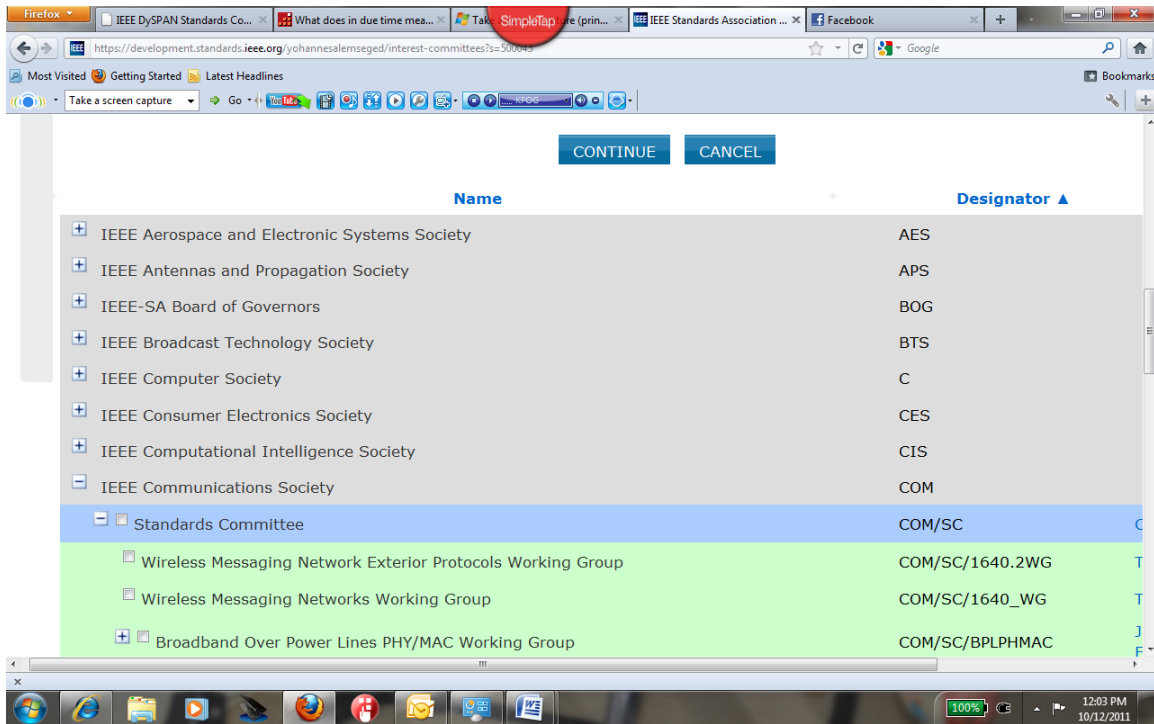 Firefox
IEEE DySPAN Standards Co...
What does in due time mea...
SimpleTap
IEEE IEEE Standards Association ...
Facebook
IEEE https://development.standards.ieee.org/yohannesalemseged/interest-committees?s=500043
Google
Most Visited Getting Started Latest Headlines Bookmarks
Take a screen capture Go YouTube KFOG
CONTINUE CANCEL
Name Designator ▲
IEEE Aerospace and Electronic Systems Society AES
IEEE Antennas and Propagation Society APS
IEEE-SA Board of Governors BOG
IEEE Broadcast Technology Society BTS
IEEE Computer Society C
IEEE Consumer Electronics Society CES
IEEE Computational Intelligence Society CIS
IEEE Communications Society COM
Standards Committee COM/SC C
Wireless Messaging Network Exterior Protocols Working Group COM/SC/1640.2WG T
Wireless Messaging Networks Working Group COM/SC/1640_WG T
Broadband Over Power Lines PHY/MAC Working Group COM/SC/BPLPHMAC J
F
100% 12:03 PM
10/12/2011